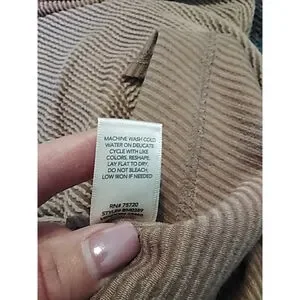 MACHINE WASH COLD
WATER ON DELICATE
CYCLE WITH LIKE
COLORS, RESHAPE,
LAY FLAT TO DRY,
DO NOT BLEACH,
LOW IRON IF NEEDED
RN# 75720
STYLE#